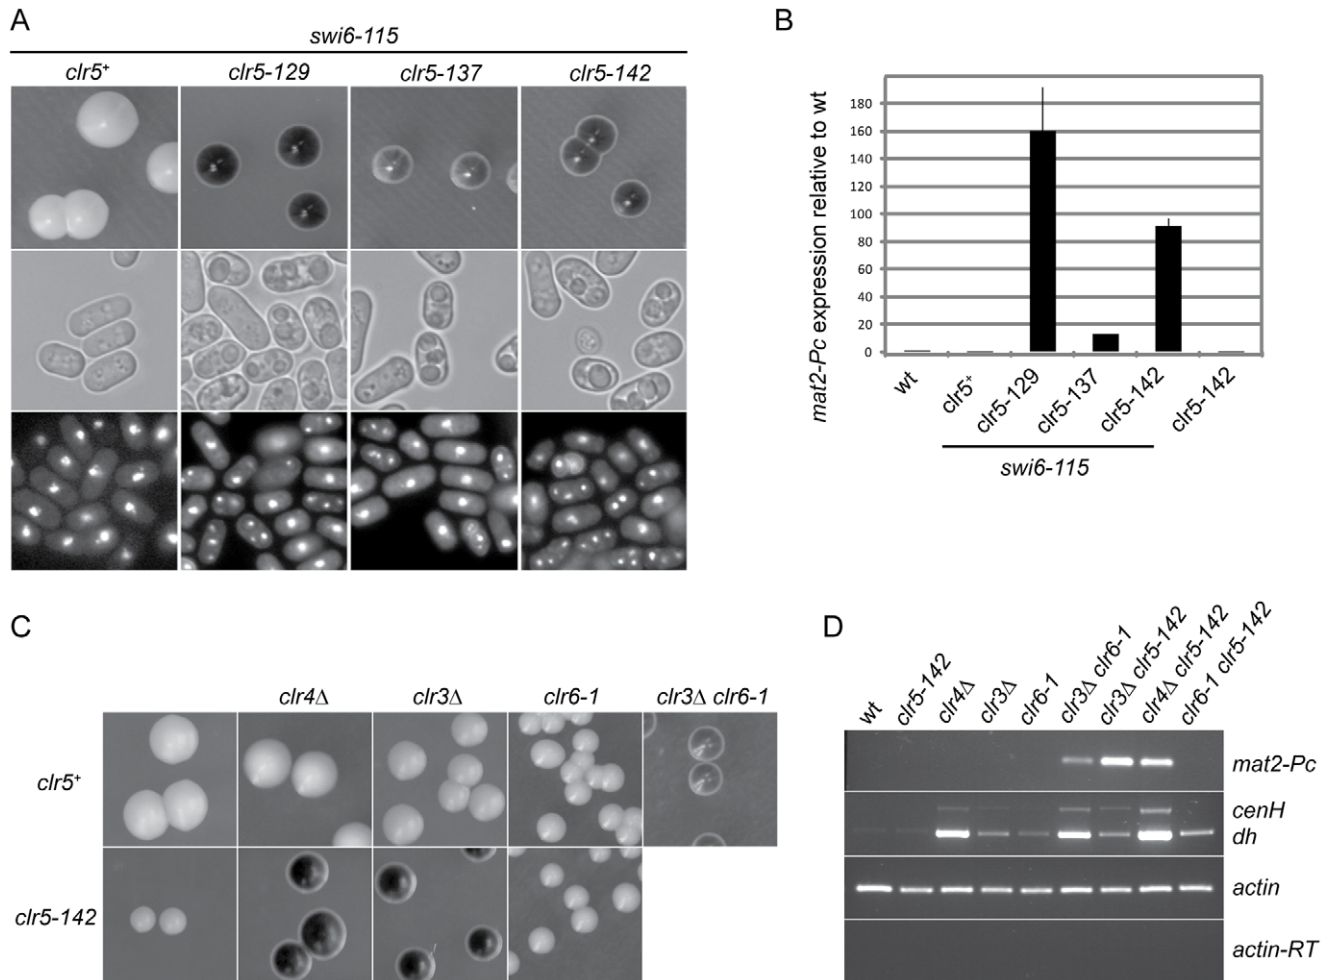 A
swi6-115
clr5+ clr5-129 clr5-137 clr5-142
B
mat2-Pc expression relative to wt
180
160
140
120
100
80
60
40
20
0
wt clr5+ clr5-129 clr5-137 clr5-142 clr5-142
swi6-115
C
clr4Δ clr3Δ clr6-1 clr3Δ clr6-1
clr5+
clr5-142
D
wt clr5-142 clr4Δ clr3Δ clr6-1 clr3Δ clr6-1 clr3Δ clr5-142 clr4Δ clr5-142 clr6-1 clr5-142
mat2-Pc
cenH
dh
actin
actin-RT